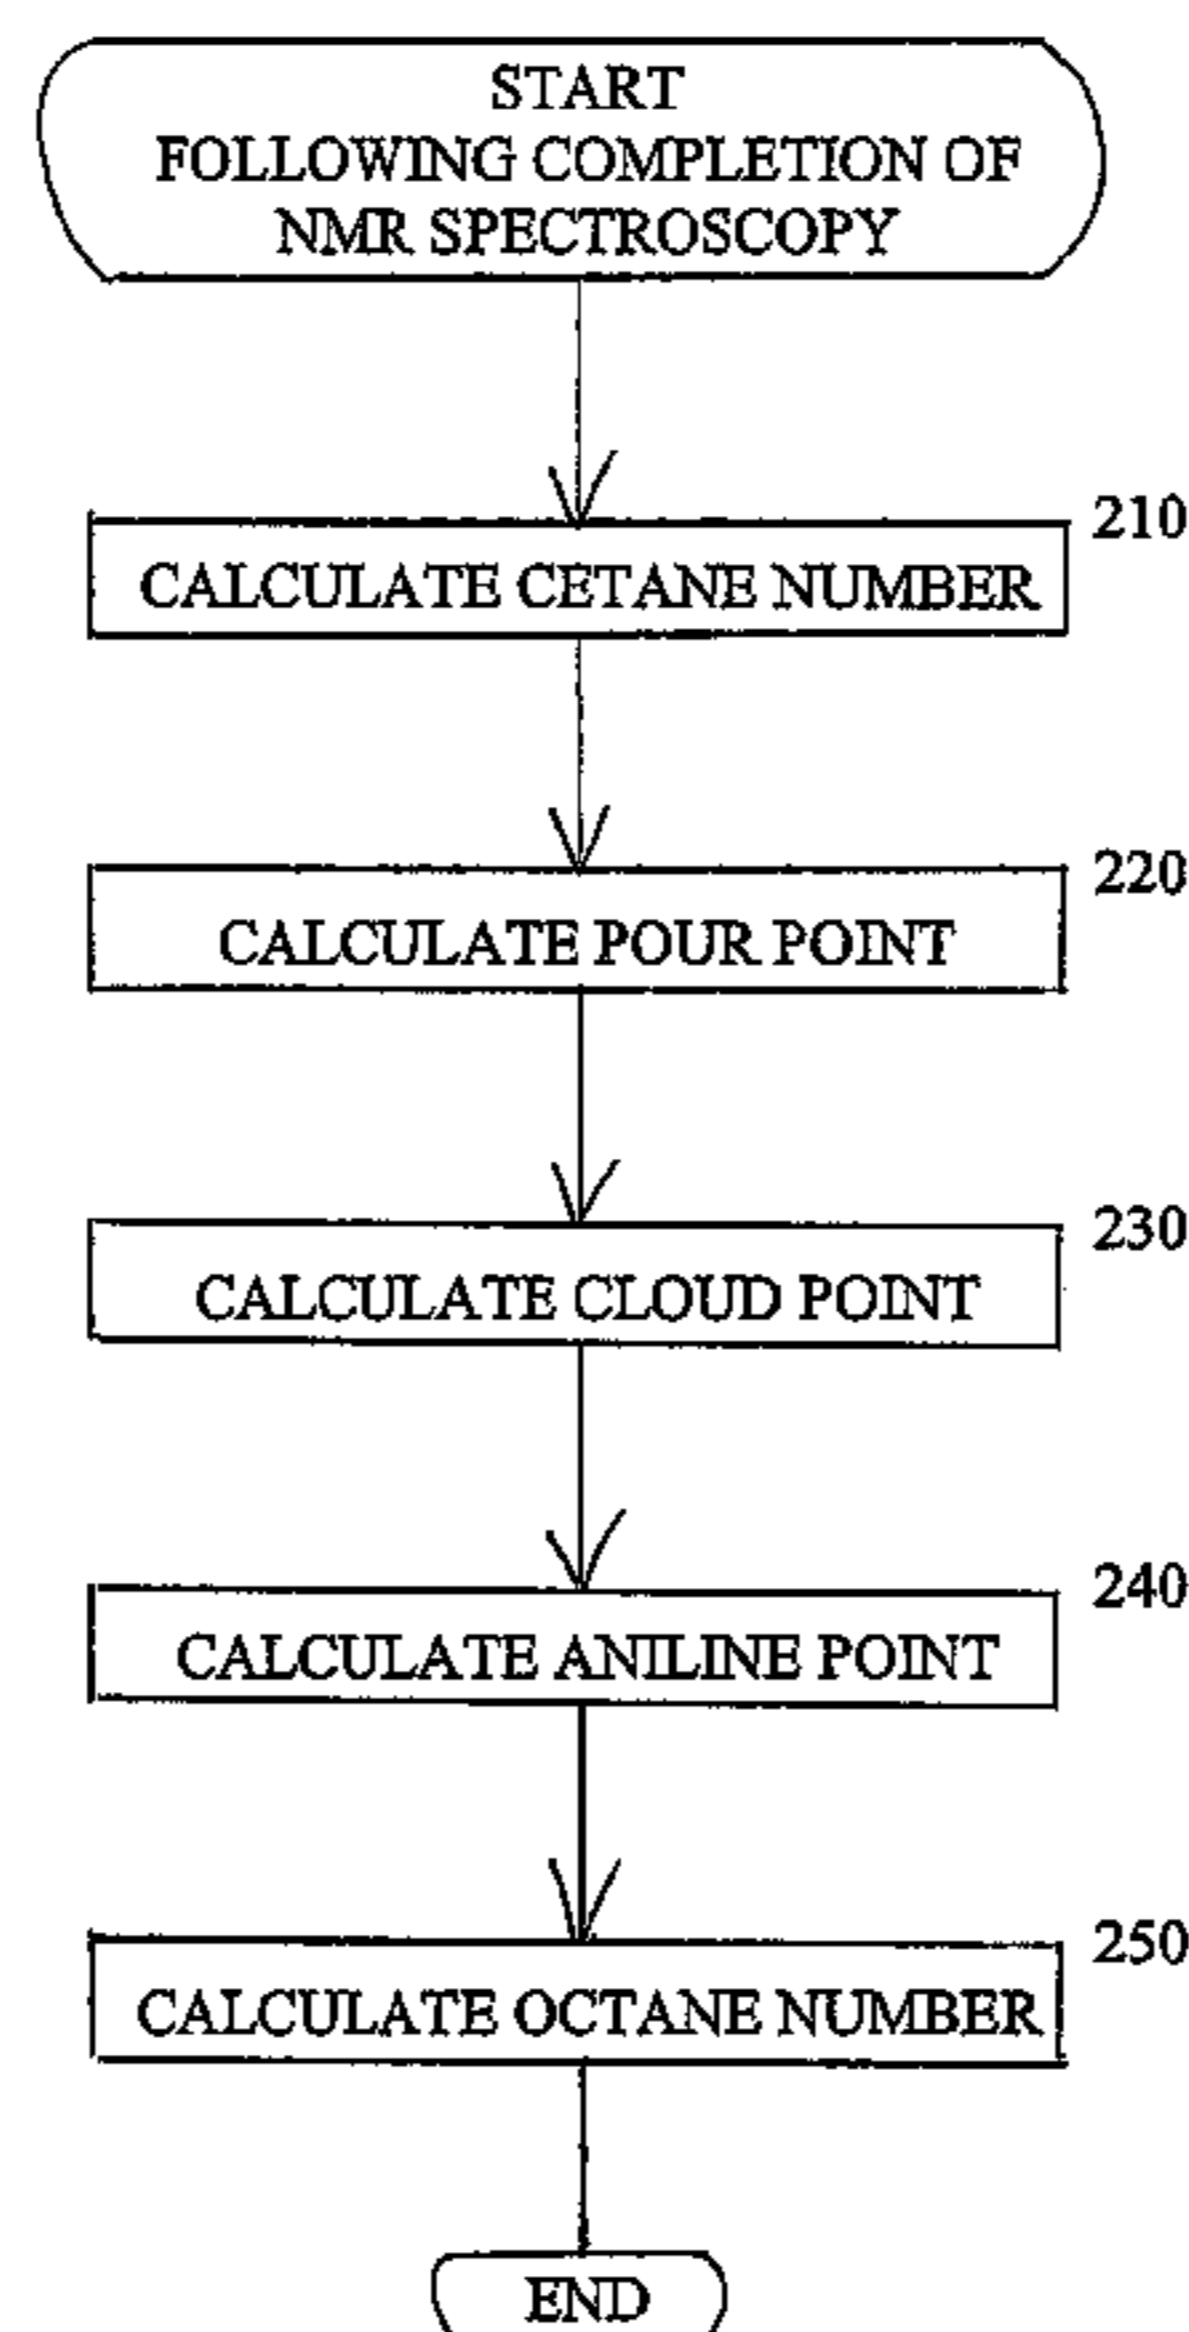 START
FOLLOWING COMPLETION OF
NMR SPECTROSCOPY
210
CALCULATE CETANE NUMBER
220
CALCULATE POUR POINT
230
CALCULATE CLOUD POINT
240
CALCULATE ANILINE POINT
250
CALCULATE OCTANE NUMBER
END